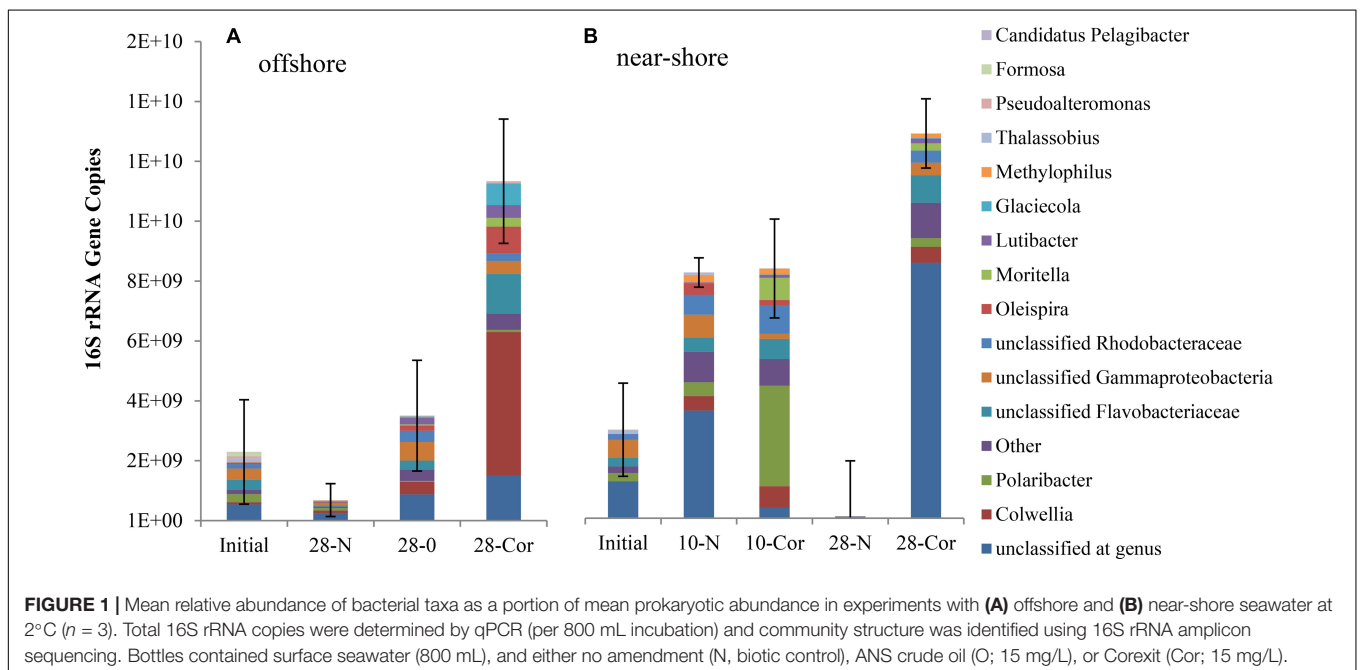 A
offshore
B
near-shore
16S rRNA Gene Copies
2E+10
1E+10
1E+10
1E+10
8E+09
6E+09
4E+09
2E+09
1E+00
Initial 28-N 28-0 28-Cor
Initial 10-N 10-Cor 28-N 28-Cor
Candidatus Pelagibacter
Formosa
Pseudoalteromonas
Thalassobius
Methylophilus
Glaciecola
Lutibacter
Moritella
Oleispira
unclassified Rhodobacteraceae
unclassified Gammaproteobacteria
unclassified Flavobacteriaceae
Other
Polaribacter
Colwellia
unclassified at genus
FIGURE 1 | Mean relative abundance of bacterial taxa as a portion of mean prokaryotic abundance in experiments with (A) offshore and (B) near-shore seawater at
2°C (n = 3). Total 16S rRNA copies were determined by qPCR (per 800 mL incubation) and community structure was identified using 16S rRNA amplicon
sequencing. Bottles contained surface seawater (800 mL), and either no amendment (N, biotic control), ANS crude oil (O; 15 mg/L), or Corexit (Cor; 15 mg/L).